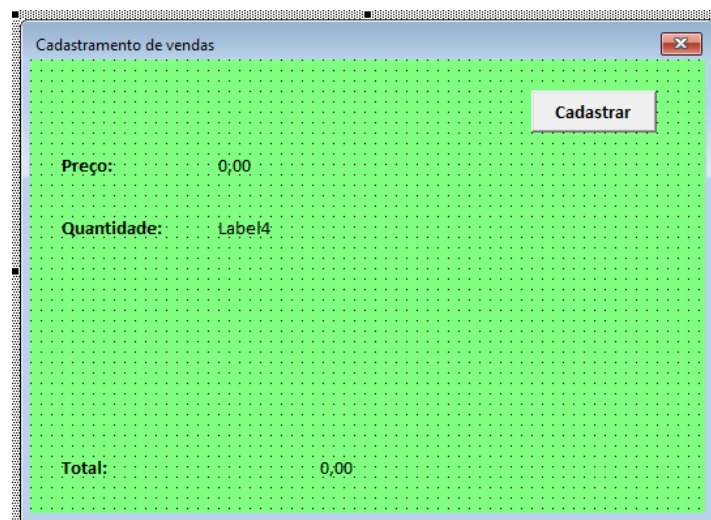 Cadastramento de vendas
Cadastrar
Preço: 0,00
Quantidade: Label4
Total: 0,00